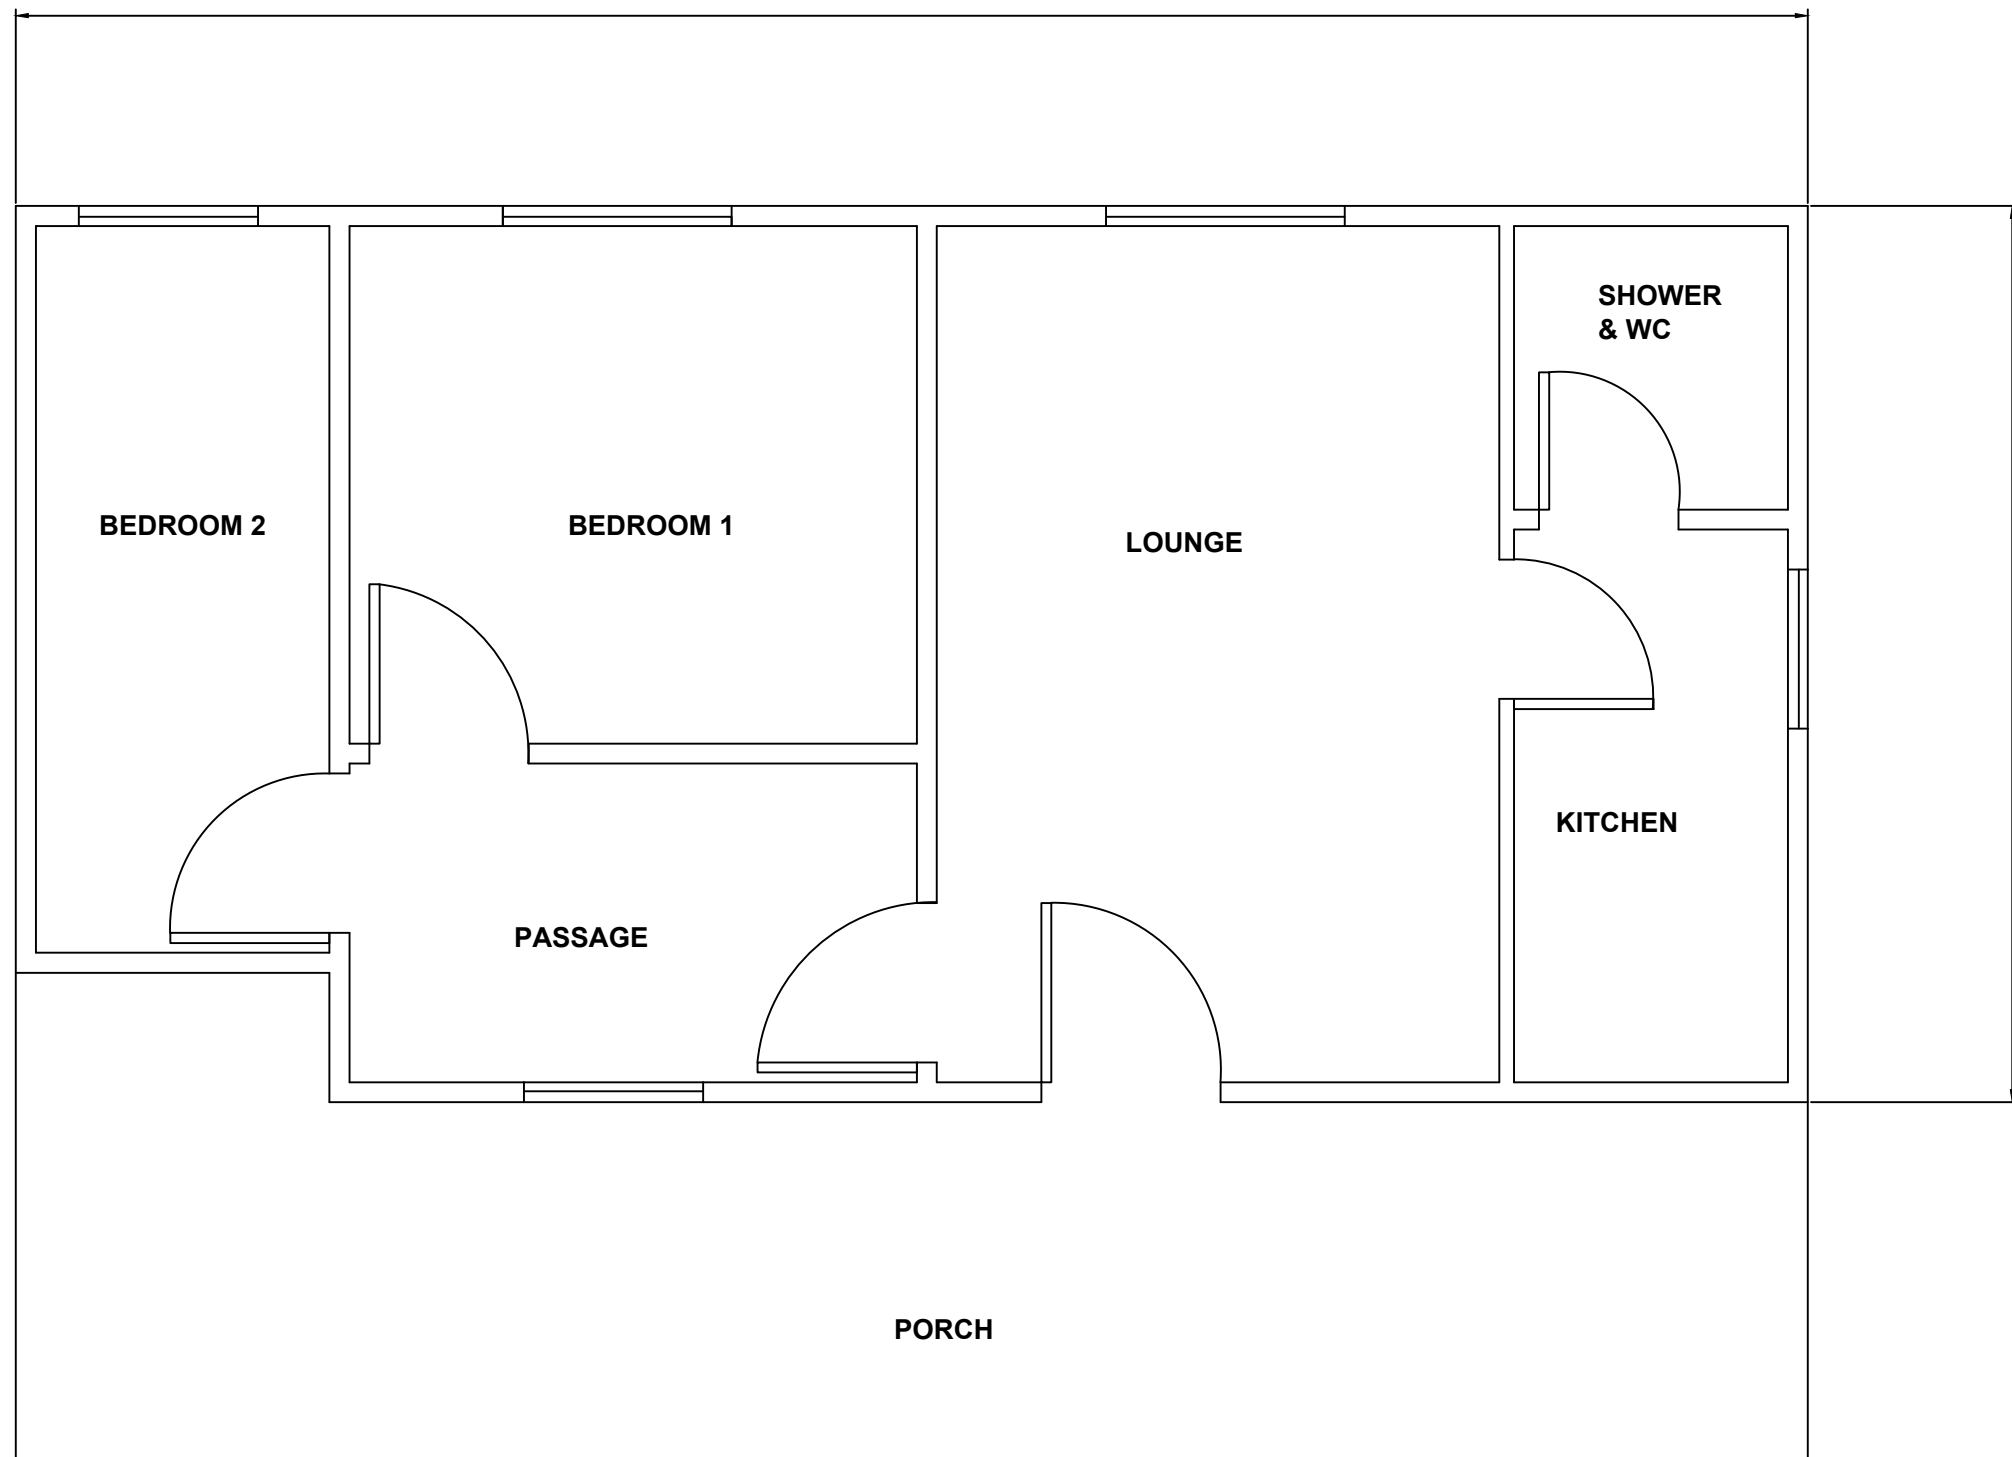 SHOWER
& WC
BEDROOM 2
BEDROOM 1
LOUNGE
KITCHEN
PASSAGE
PORCH